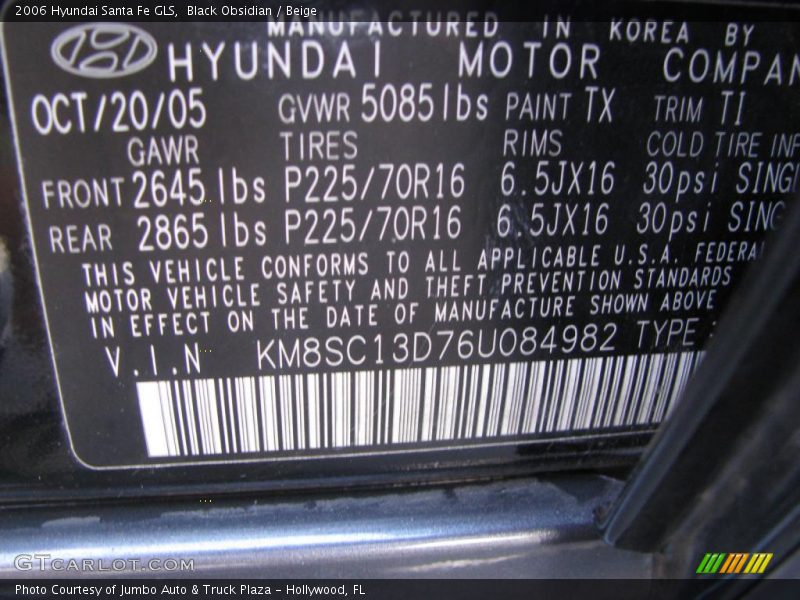 2006 Hyundai Santa Fe GLS, Black Obsidian / Beige
MANUFACTURED IN KOREA BY
HYUNDAI MOTOR COMPAN
OCT/20/05 GVWR 5085lbs PAINT TX TRIM TI
GAWR TIRES RIMS COLD TIRE INF
FRONT 2645 lbs P225/70R16 6.5JX16 30psi SINGL
REAR 2865 lbs P225/70R16 6.5JX16 30psi SING
THIS VEHICLE CONFORMS TO ALL APPLICABLE U.S.A. FEDERA
MOTOR VEHICLE SAFETY AND THEFT PREVENTION STANDARDS
IN EFFECT ON THE DATE OF MANUFACTURE SHOWN ABOVE
V.I.N KM8SC13D76U084982 TYPE
GTCARLOT.COM
Photo Courtesy of Jumbo Auto & Truck Plaza - Hollywood, FL